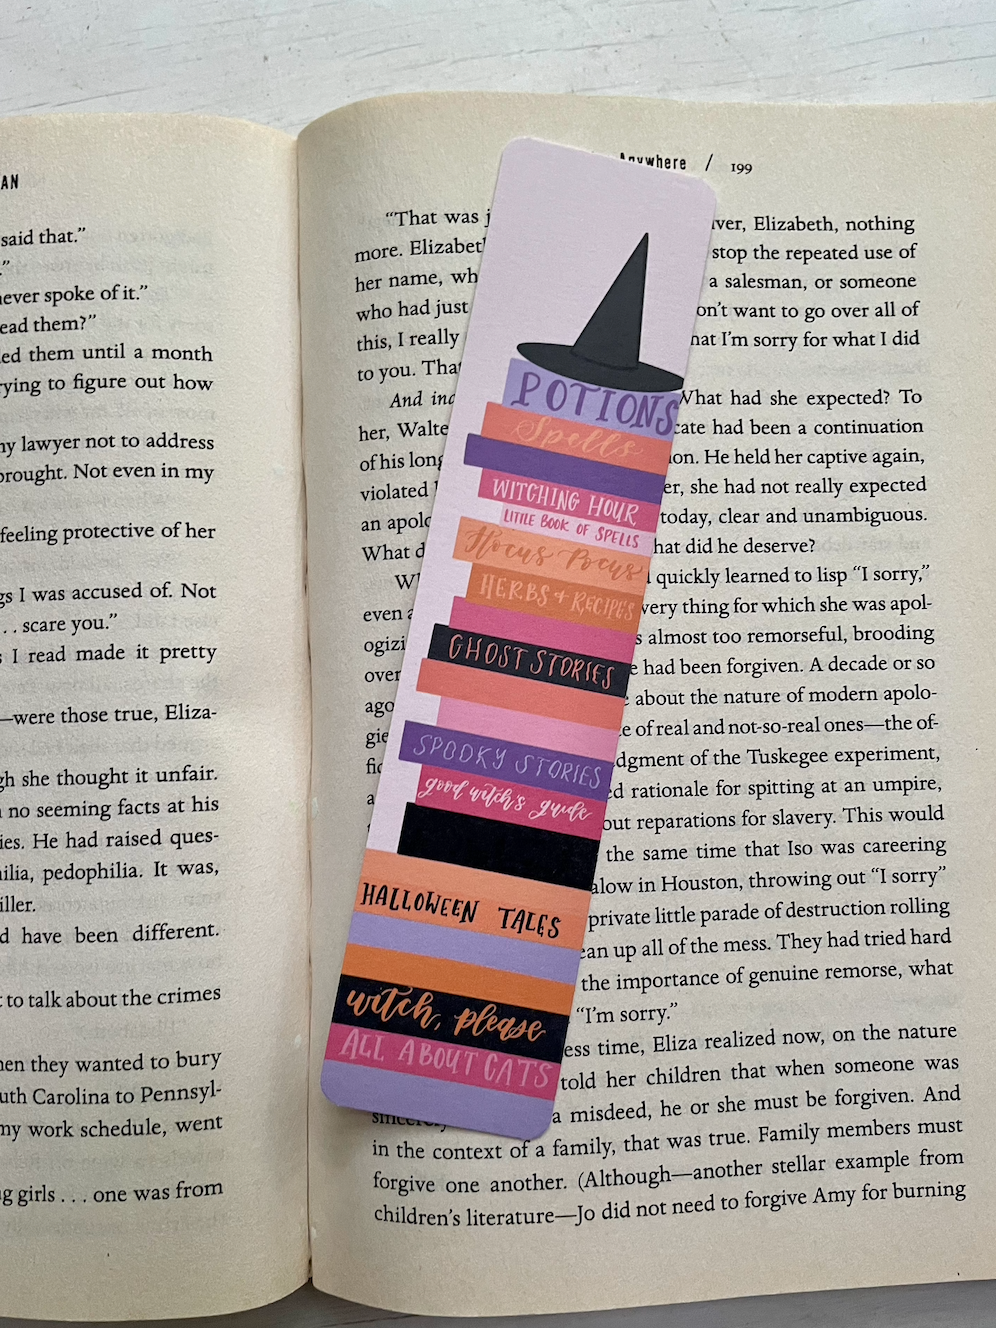 AN
said that.”
”
never spoke of it.”
ead them?”
ed them until a month
rying to figure out how
ny lawyer not to address
brought. Not even in my
feeling protective of her
gs I was accused of. Not
. . scare you.”
I read made it pretty
—were those true, Eliza-
gh she thought it unfair.
no seeming facts at his
ies. He had raised ques-
hilia, pedophilia. It was,
iller.
d have been different.
t to talk about the crimes
nen they wanted to bury
uth Carolina to Pennsyl-
my work schedule, went
g girls . . . one was from
Anywhere / 199
“That was j
ver, Elizabeth, nothing
more. Elizabet
stop the repeated use of
her name, wh
a salesman, or someone
who had just
on’t want to go over all of
this, I really
hat I’m sorry for what I did
to you. Tha
And inc
What had she expected? To
her, Walte
cate had been a continuation
of his long
ion. He held her captive again,
violated
er, she had not really expected
an apolo
today, clear and unambiguous.
What d
hat did he deserve?
W
quickly learned to lisp “I sorry,”
even a
very thing for which she was apol-
ogizi
s almost too remorseful, brooding
over
e had been forgiven. A decade or so
ago
about the nature of modern apolo-
gie
ce of real and not-so-real ones—the of-
fic
dgment of the Tuskegee experiment,
a
ed rationale for spitting at an umpire,
out reparations for slavery. This would
the same time that Iso was careering
alow in Houston, throwing out “I sorry”
private little parade of destruction rolling
ean up all of the mess. They had tried hard
the importance of genuine remorse, what
“I’m sorry.”
ess time, Eliza realized now, on the nature
told her children that when someone was
a misdeed, he or she must be forgiven. And
in the context of a family, that was true. Family members must
forgive one another. (Although—another stellar example from
children’s literature—Jo did not need to forgive Amy for burning
POTIONS
Spells
WITCHING HOUR
LITTLE BOOK OF SPELLS
Hocus Pocus
HERBS + RECIPES
GHOST STORIES
SPOOKY STORIES
good witch's guide
HALLOWEEN TALES
witch, please
ALL ABOUT CATS